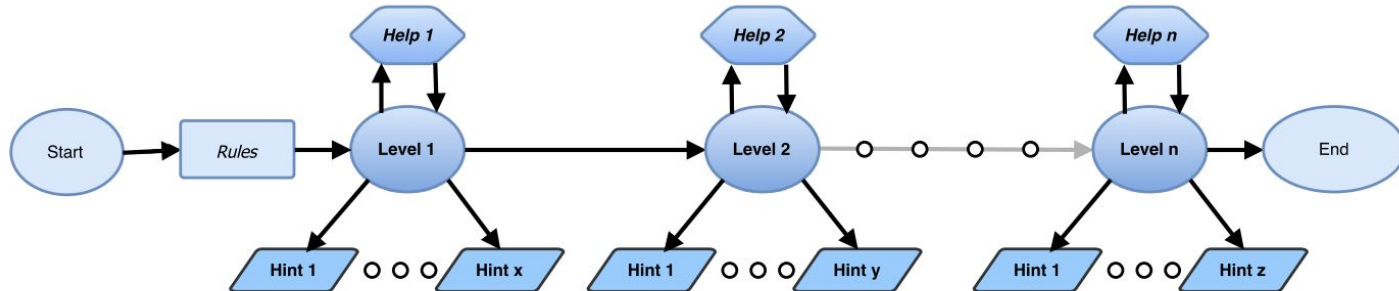 Help 1
Help 2
Help n
Start
Rules
Level 1
Level 2
Level n
End
Hint 1
Hint x
Hint 1
Hint y
Hint 1
Hint z